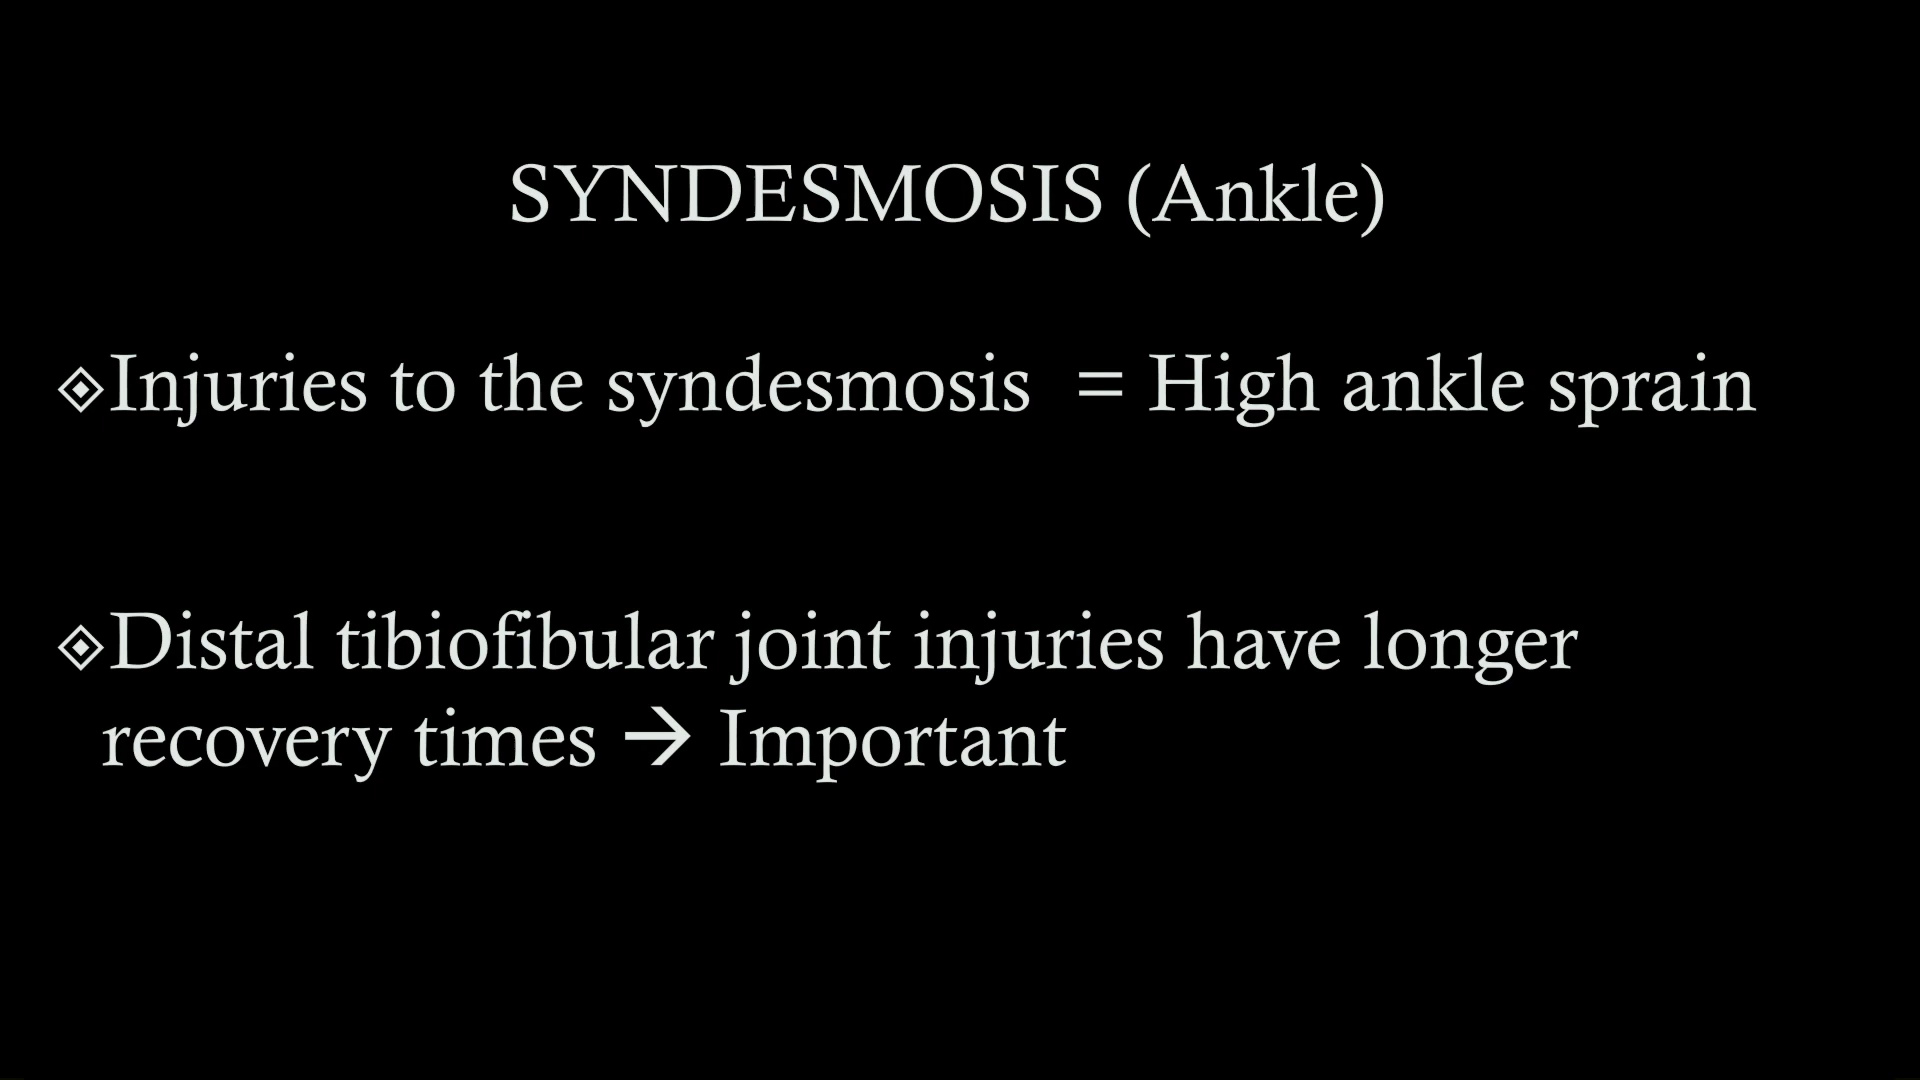 SYNDESMOSIS (Ankle)
◈Injuries to the syndesmosis  = High ankle sprain
◈Distal tibiofibular joint injuries have longer
recovery times → Important